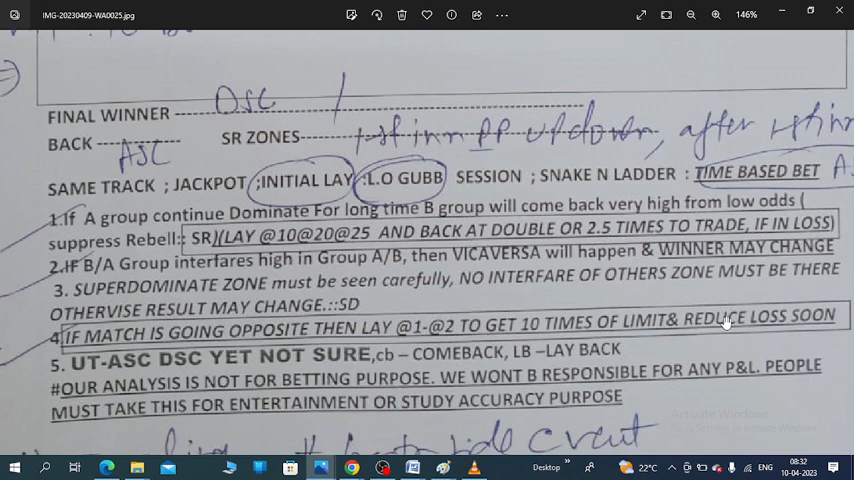 IMG-20230409-WA0025.jpg
146%
FINAL WINNER DSC
BACK ASC SR ZONES up down, after
SAME TRACK ; JACKPOT ;INITIAL LAY :L.O GUBB SESSION ; SNAKE N LADDER : TIME BASED BET
1.If A group continue Dominate For long time B group will come back very high from low odds (
suppress Rebell:: SR)(LAY @10@20@25 AND BACK AT DOUBLE OR 2.5 TIMES TO TRADE, IF IN LOSS)
2.IF B/A Group interfares high in Group A/B, then VICAVERSA will happen & WINNER MAY CHANGE
3. SUPERDOMINATE ZONE must be seen carefully, NO INTERFARE OF OTHERS ZONE MUST BE THERE
OTHERVISE RESULT MAY CHANGE.::SD
4 IF MATCH IS GOING OPPOSITE THEN LAY @1-@2 TO GET 10 TIMES OF LIMIT& REDUCE LOSS SOON
5. UT-ASC DSC YET NOT SURE,cb – COMEBACK, LB –LAY BACK
#OUR ANALYSIS IS NOT FOR BETTING PURPOSE. WE WONT B RESPONSIBLE FOR ANY P&L. PEOPLE
MUST TAKE THIS FOR ENTERTAINMENT OR STUDY ACCURACY PURPOSE
Activate Windows
Desktop
22°C
ENG
08:32
10-04-2023